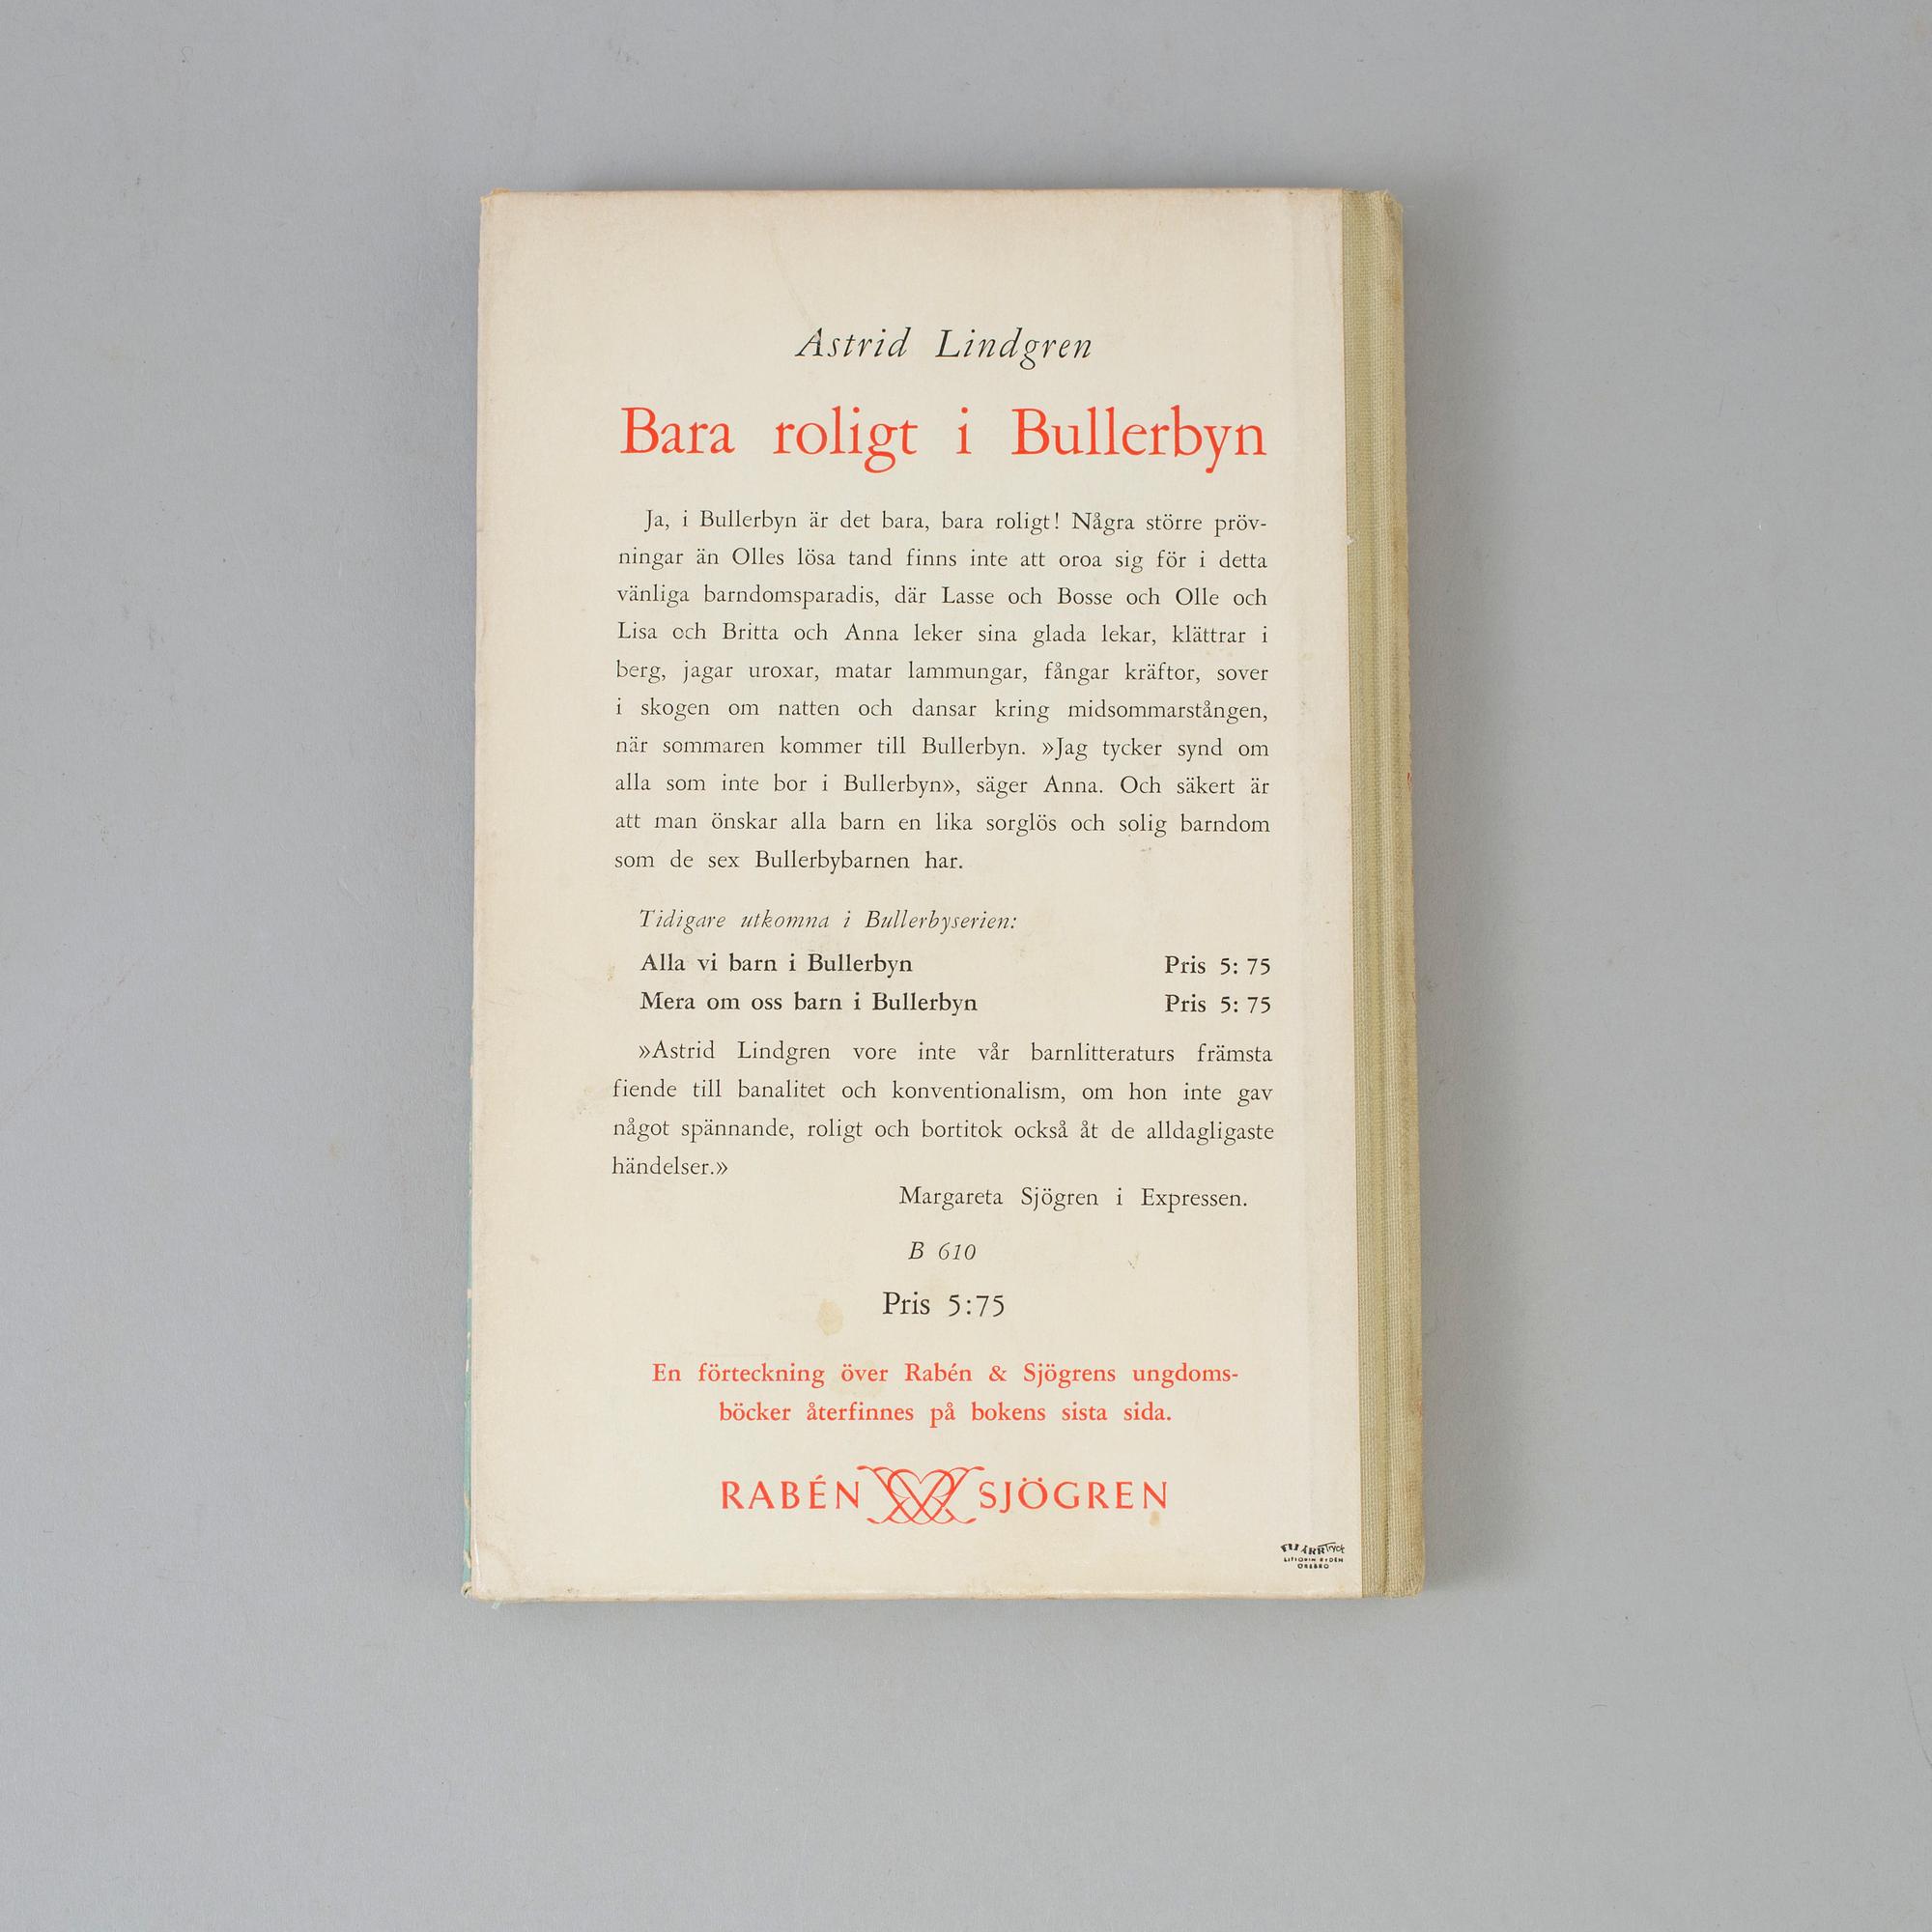 Astrid Lindgren
Bara roligt i Bullerbyn
Ja, i Bullerbyn är det bara, bara roligt! Några större pröv-
ningar än Olles lösa tand finns inte att oroa sig för i detta
vänliga barndomsparadis, där Lasse och Bosse och Olle och
Lisa och Britta och Anna leker sina glada lekar, klättrar i
berg, jagar uroxar, matar lammungar, fångar kräftor, sover
i skogen om natten och dansar kring midsommarstången,
när sommaren kommer till Bullerbyn. »Jag tycker synd om
alla som inte bor i Bullerbyn», säger Anna. Och säkert är
att man önskar alla barn en lika sorglös och solig barndom
som de sex Bullerbybarnen har.
Tidigare utkomna i Bullerbyserien:
Alla vi barn i Bullerbyn Pris 5: 75
Mera om oss barn i Bullerbyn Pris 5: 75
»Astrid Lindgren vore inte vår barnlitteraturs främsta
fiende till banalitet och konventionalism, om hon inte gav
något spännande, roligt och bortitok också åt de alldagligaste
händelser.»
Margareta Sjögren i Expressen.
B 610
Pris 5:75
En förteckning över Rabén & Sjögrens ungdoms-
böcker återfinnes på bokens sista sida.
RABÉN SJÖGREN
Tryck
ÖREBRO